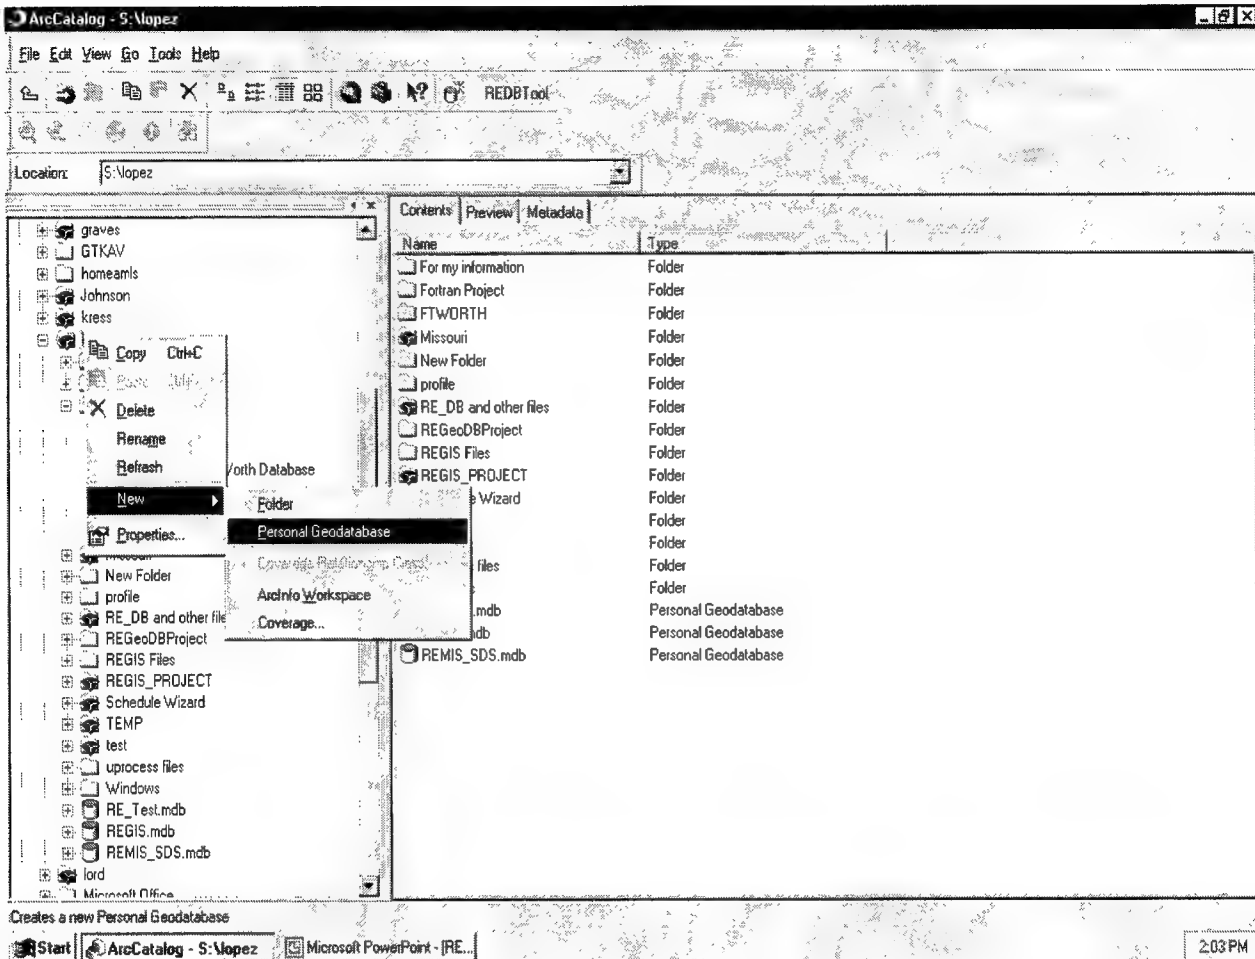 ArcCatalog - S:\lopez
File Edit View Go Tools Help
REDBTool
Location: S:\lopez
graves
GTKAV
homeamls
Johnson
kress
Copy Ctrl+C
Paste
Delete
Rename
Refresh
orth Database
New
Properties...
Folder
Personal Geodatabase
Coverage Relationship Class
ArcInfo Workspace
Coverage...
New Folder
profile
RE_DB and other file
REGeoDBProject
REGIS Files
REGIS_PROJECT
Schedule Wizard
TEMP
test
uprocess files
Windows
RE_Test.mdb
REGIS.mdb
REMIS_SDS.mdb
lord
Microsoft Office
Contents Preview Metadata
Name Type
For my information Folder
Fortran Project Folder
FTWORTH Folder
Missouri Folder
New Folder Folder
profile Folder
RE_DB and other files Folder
REGeoDBProject Folder
REGIS Files Folder
REGIS_PROJECT Folder
Wizard Folder
Folder
Folder
files Folder
Folder
.mdb Personal Geodatabase
db Personal Geodatabase
REMIS_SDS.mdb Personal Geodatabase
Creates a new Personal Geodatabase
Start ArcCatalog - S:\lopez Microsoft PowerPoint - [RE... 2:03 PM